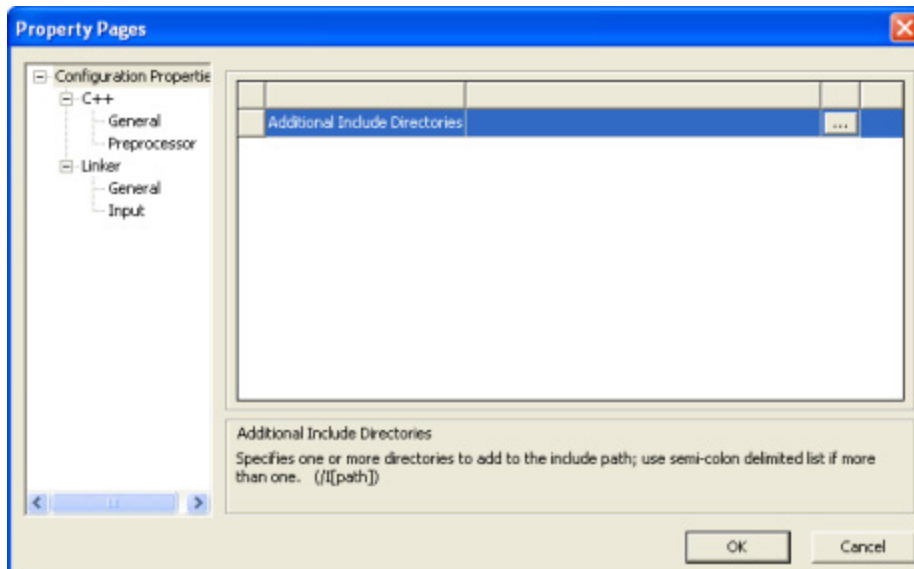 Property Pages
Configuration Propertie
C++
General
Preprocessor
Linker
General
Input
Additional Include Directories
...
Additional Include Directories
Specifies one or more directories to add to the include path; use semi-colon delimited list if more
than one. (/I[path])
OK
Cancel